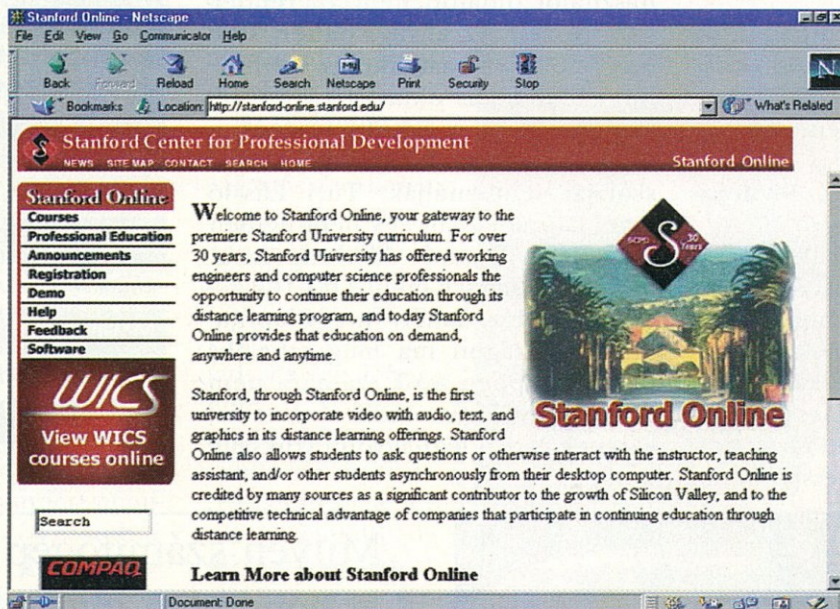 Stanford Online - Netscape
File Edit View Go Communicator Help
Back Forward Reload Home Search Netscape Print Security Stop
N
Bookmarks Location: http://stanford-online.stanford.edu/ What's Related
Stanford Center for Professional Development
NEWS SITE MAP CONTACT SEARCH HOME
Stanford Online
Stanford Online
Courses
Professional Education
Announcements
Registration
Demo
Help
Feedback
Software
WICS
View WICS
courses online
Search
COMPAQ
Welcome to Stanford Online, your gateway to the
premiere Stanford University curriculum. For over
30 years, Stanford University has offered working
engineers and computer science professionals the
opportunity to continue their education through its
distance learning program, and today Stanford
Online provides that education on demand,
anywhere and anytime.
SCPD S 30 Years
Stanford Online
Stanford, through Stanford Online, is the first
university to incorporate video with audio, text, and
graphics in its distance learning offerings. Stanford
Online also allows students to ask questions or otherwise interact with the instructor, teaching
assistant, and/or other students asynchronously from their desktop computer. Stanford Online is
credited by many sources as a significant contributor to the growth of Silicon Valley, and to the
competitive technical advantage of companies that participate in continuing education through
distance learning.
Learn More about Stanford Online
Document: Done